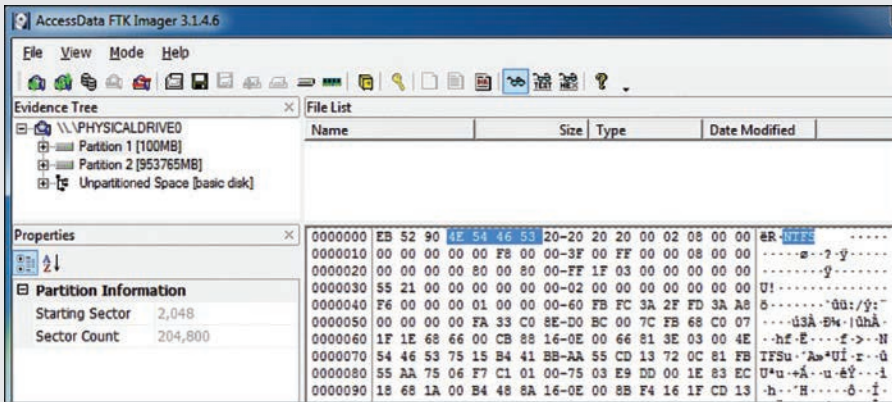 AccessData FTK Imager 3.1.4.6
File View Mode Help
Evidence Tree
\\.\PHYSICALDRIVE0
Partition 1 [100MB]
Partition 2 [953765MB]
Unpartitioned Space [basic disk]
File List
Name Size Type Date Modified
Properties
Partition Information
Starting Sector 2,048
Sector Count 204,800
0000000 EB 52 90 4E 54 46 53 20-20 20 20 00 02 08 00 00 ëR·NTFS ·····
0000010 00 00 00 00 00 F8 00 00-3F 00 FF 00 00 08 00 00
0000020 00 00 00 00 80 00 80 00-FF 1F 03 00 00 00 00 00
0000030 55 21 00 00 00 00 00 00-02 00 00 00 00 00 00 00
0000040 F6 00 00 00 01 00 00 00-60 FB FC 3A 2F FD 3A A8
0000050 00 00 00 00 FA 33 C0 8E-D0 BC 00 7C FB 68 C0 07
0000060 1F 1E 68 66 00 CB 88 16-0E 00 66 81 3E 03 00 4E
0000070 54 46 53 75 15 B4 41 BB-AA 55 CD 13 72 0C 81 FB
0000080 55 AA 75 06 F7 C1 01 00-75 03 E9 DD 00 1E 83 EC
0000090 18 68 1A 00 B4 48 8A 16-0E 00 8B F4 16 1F CD 13